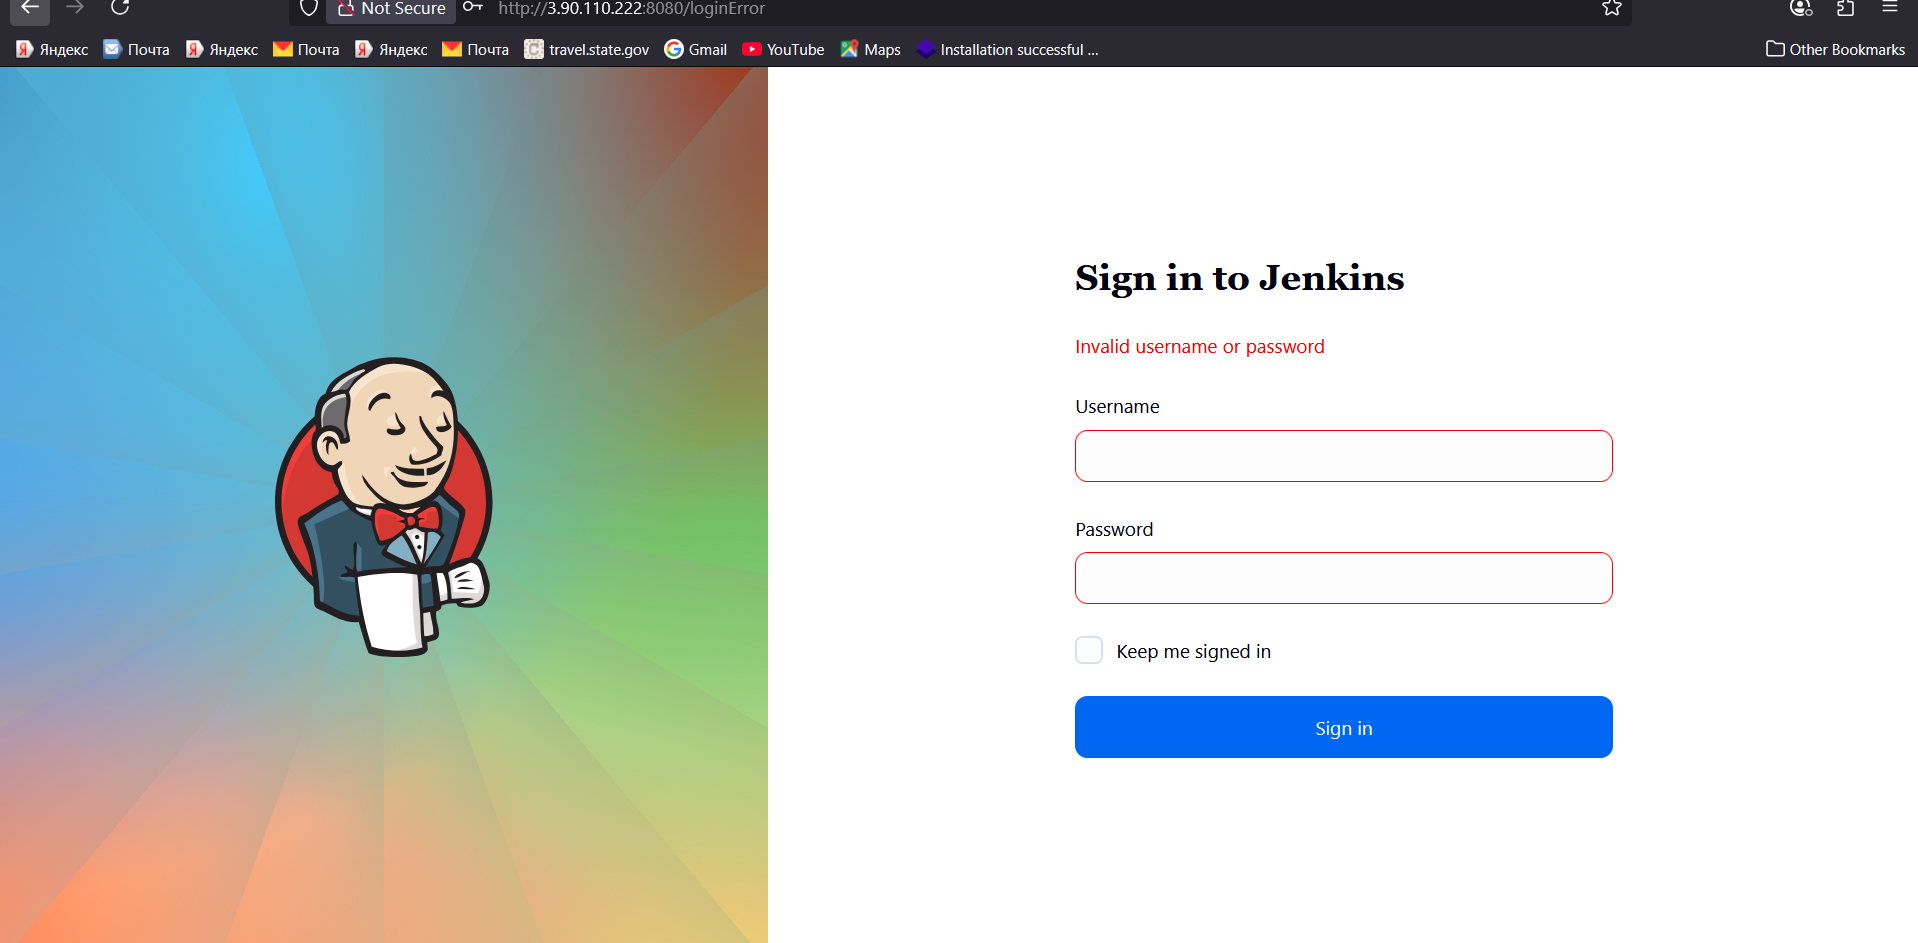 Not Secure http://3.90.110.222:8080/loginError
Яндекс Почта Яндекс Почта Яндекс Почта travel.state.gov Gmail YouTube Maps Installation successful ... Other Bookmarks
Sign in to Jenkins
Invalid username or password
Username
Password
Keep me signed in
Sign in